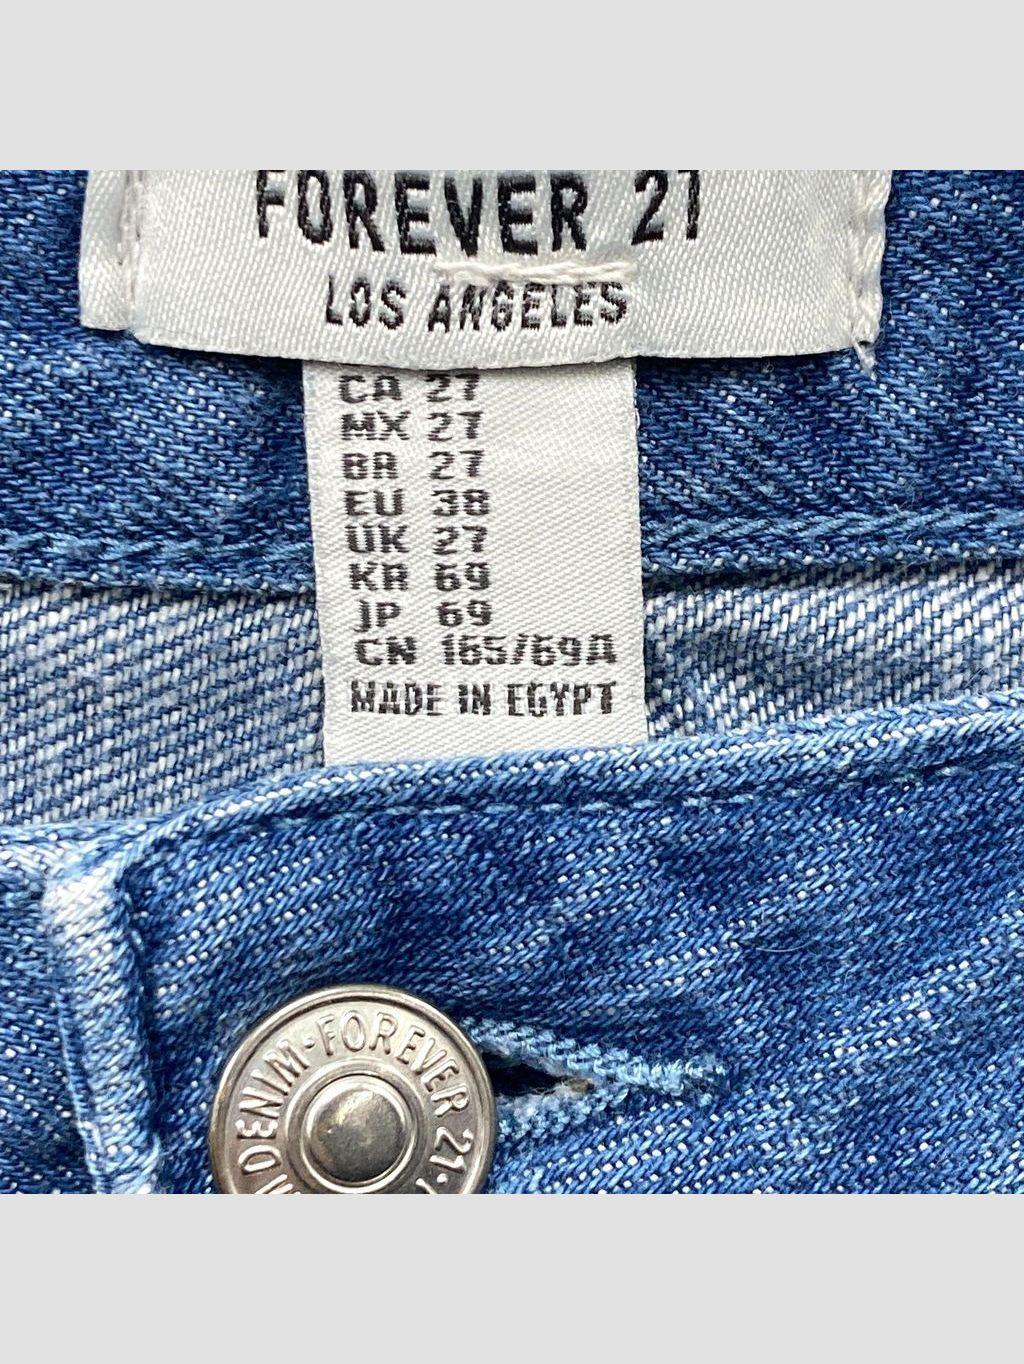 FOREVER 21
LOS ANGELES
CA 27
MX 27
BR 27
EU 38
UK 27
KR 69
JP 69
CN 165/69A
MADE IN EGYPT
DENIM · FOREVER 21 ·